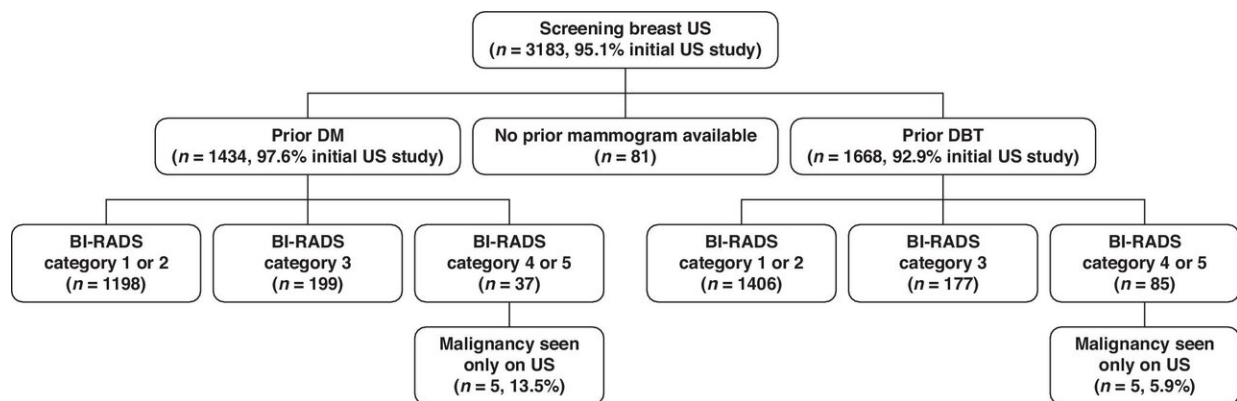 Screening breast US
(n = 3183, 95.1% initial US study)
Prior DM
(n = 1434, 97.6% initial US study)
No prior mammogram available
(n = 81)
Prior DBT
(n = 1668, 92.9% initial US study)
BI-RADS
category 1 or 2
(n = 1198)
BI-RADS
category 3
(n = 199)
BI-RADS
category 4 or 5
(n = 37)
BI-RADS
category 1 or 2
(n = 1406)
BI-RADS
category 3
(n = 177)
BI-RADS
category 4 or 5
(n = 85)
Malignancy seen
only on US
(n = 5, 13.5%)
Malignancy seen
only on US
(n = 5, 5.9%)